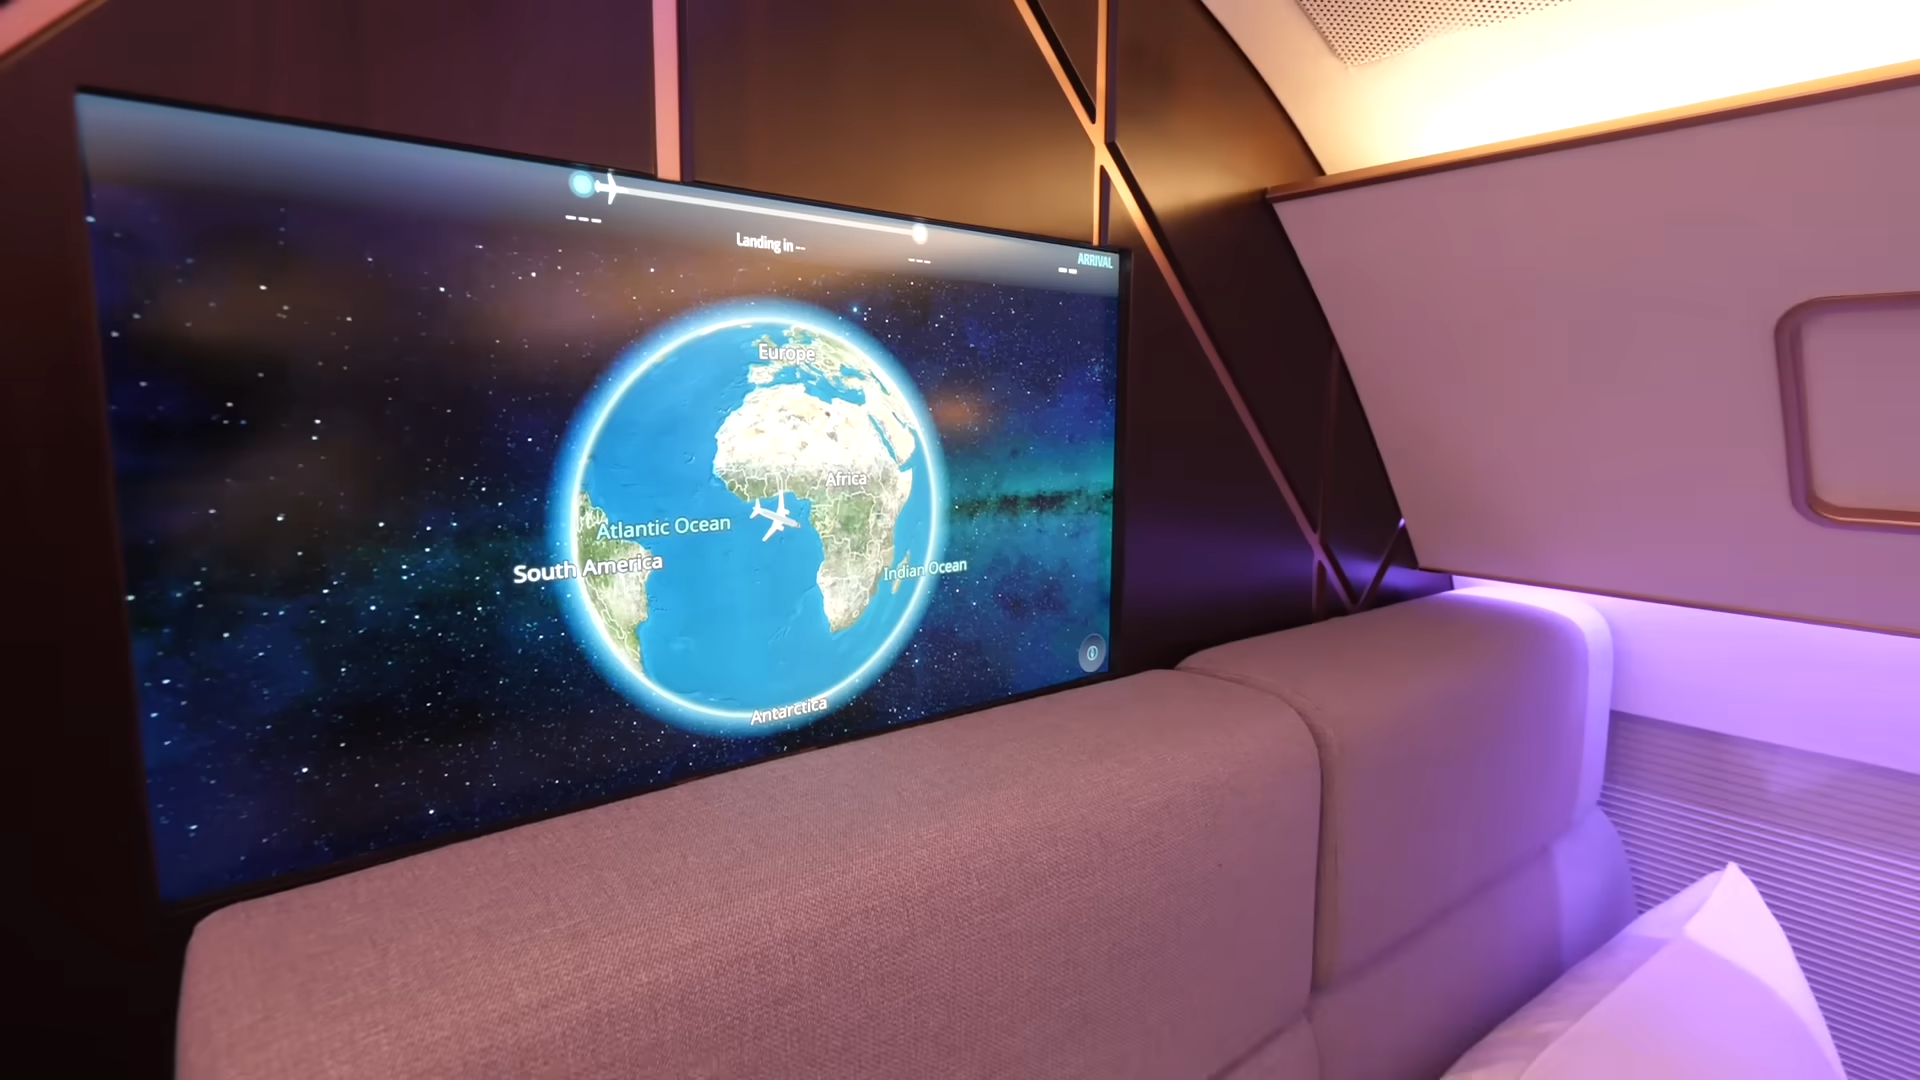 ---
Landing in --
---
ARRIVAL
--
Europe
Africa
Atlantic Ocean
South America
Indian Ocean
Antarctica